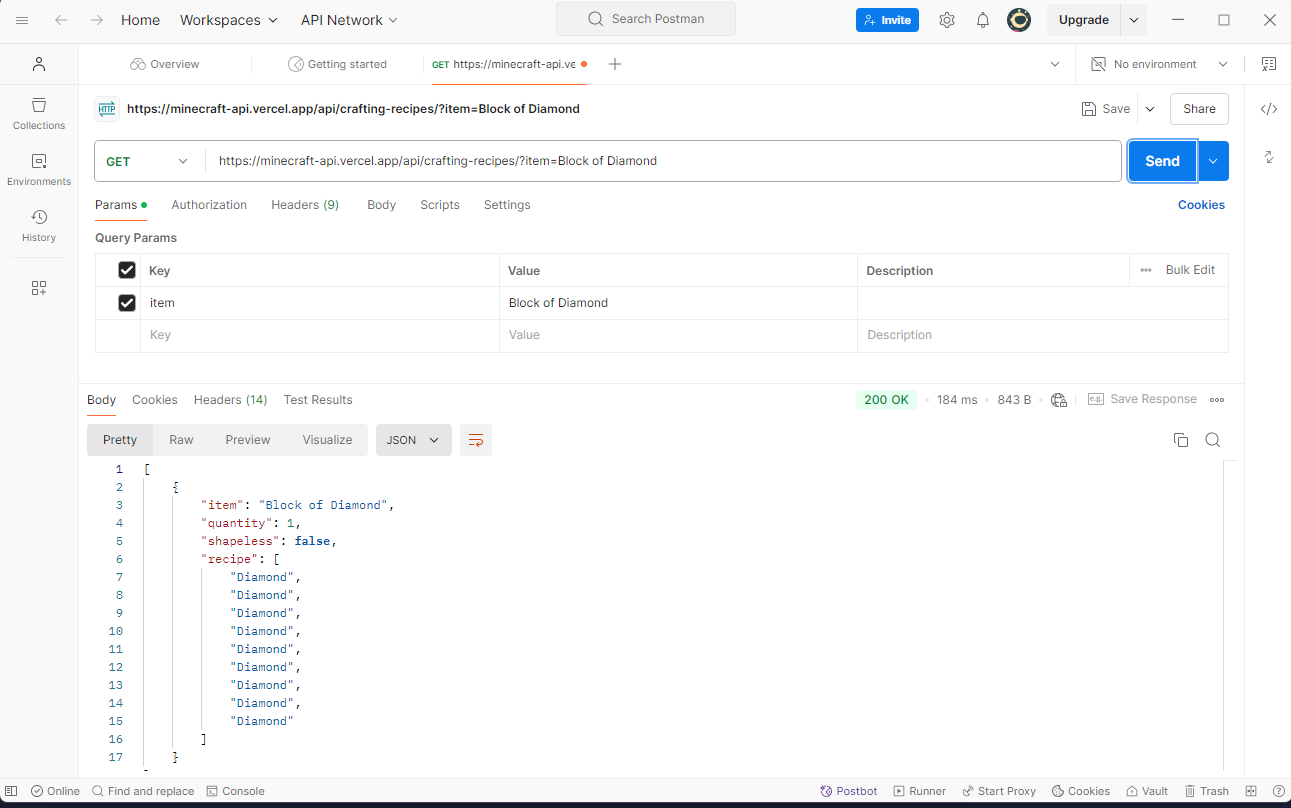 Home Workspaces API Network Search Postman Invite Upgrade
Overview Getting started GET https://minecraft-api.ve No environment
HTTP https://minecraft-api.vercel.app/api/crafting-recipes/?item=Block of Diamond Save Share
Collections
GET https://minecraft-api.vercel.app/api/crafting-recipes/?item=Block of Diamond Send
Environments
Params Authorization Headers (9) Body Scripts Settings Cookies
History
Query Params
Key Value Description Bulk Edit
item Block of Diamond
Key Value Description
Body Cookies Headers (14) Test Results 200 OK 184 ms 843 B e.g. Save Response
Pretty Raw Preview Visualize JSON
1 [
2 {
3 "item": "Block of Diamond",
4 "quantity": 1,
5 "shapeless": false,
6 "recipe": [
7 "Diamond",
8 "Diamond",
9 "Diamond",
10 "Diamond",
11 "Diamond",
12 "Diamond",
13 "Diamond",
14 "Diamond",
15 "Diamond"
16 ]
17 }
Online Find and replace Console Postbot Runner Start Proxy Cookies Vault Trash